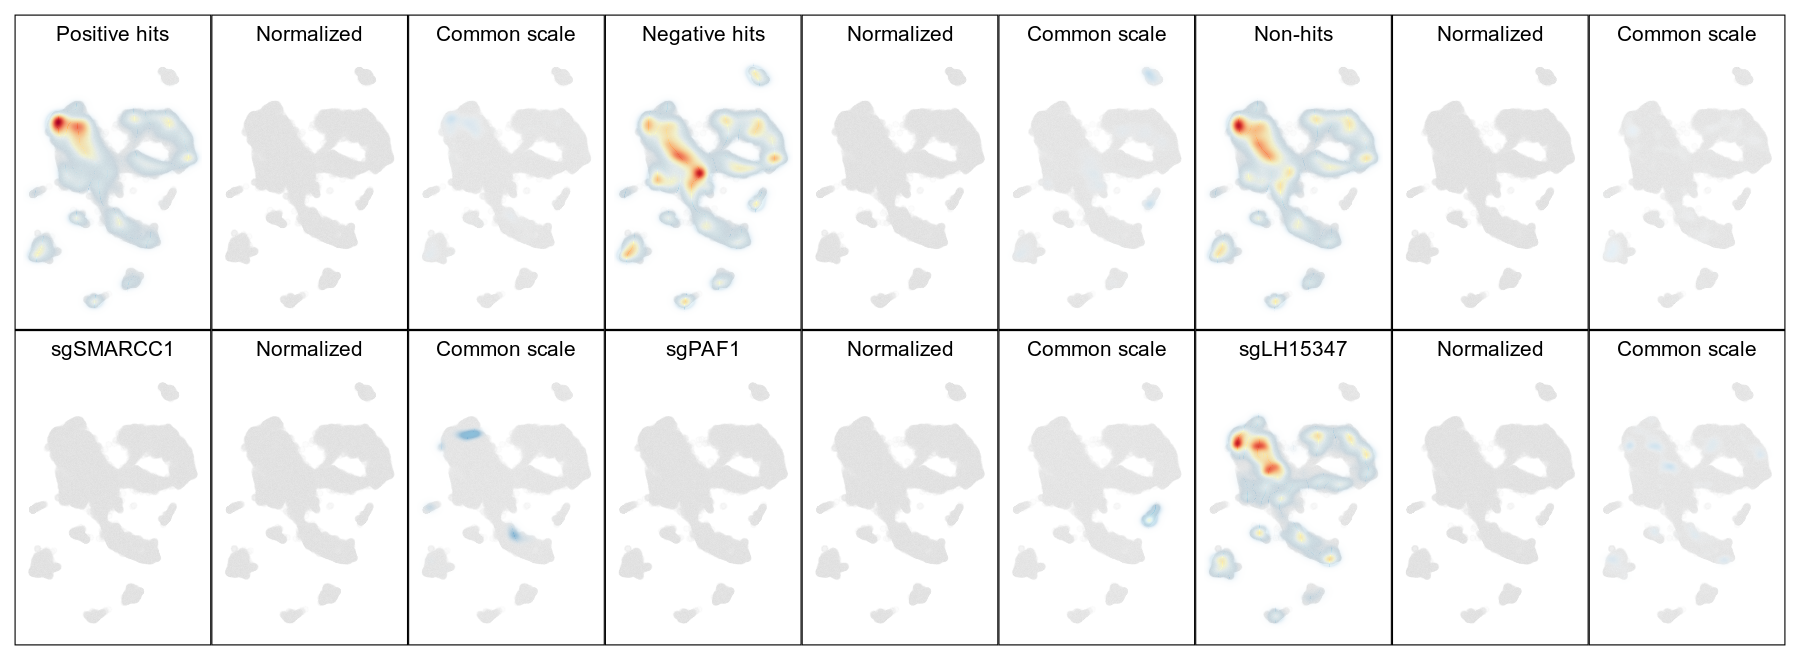 Positive hits
Normalized
Common scale
Negative hits
Normalized
Common scale
Non-hits
Normalized
Common scale
sgSMARCC1
Normalized
Common scale
sgPAF1
Normalized
Common scale
sgLH15347
Normalized
Common scale